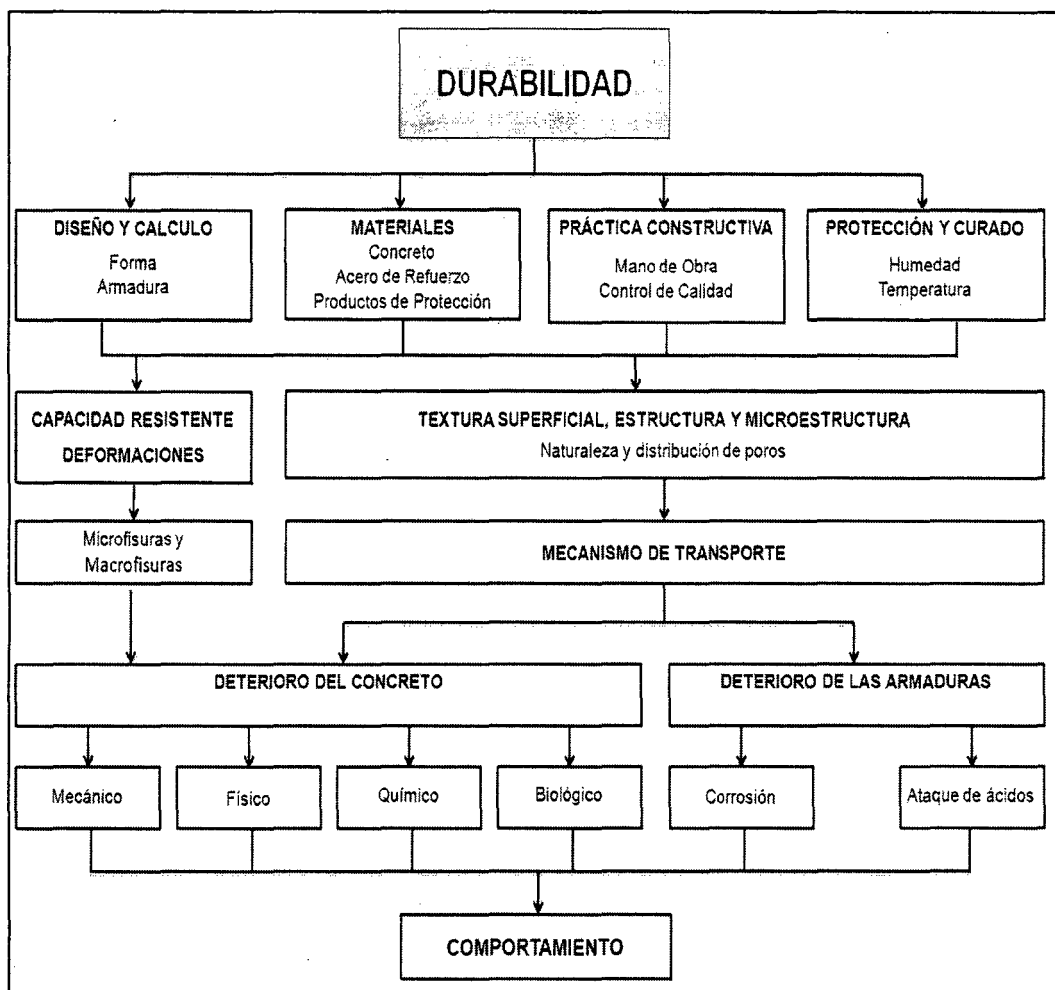 DURABILIDAD
DISEÑO Y CALCULO
Forma
Armadura
MATERIALES
Concreto
Acero de Refuerzo
Productos de Protección
PRÁCTICA CONSTRUCTIVA
Mano de Obra
Control de Calidad
PROTECCIÓN Y CURADO
Humedad
Temperatura
CAPACIDAD RESISTENTE
DEFORMACIONES
TEXTURA SUPERFICIAL, ESTRUCTURA Y MICROESTRUCTURA
Naturaleza y distribución de poros
Microfisuras y
Macrofisuras
MECANISMO DE TRANSPORTE
DETERIORO DEL CONCRETO
DETERIORO DE LAS ARMADURAS
Mecánico
Físico
Químico
Biológico
Corrosión
Ataque de ácidos
COMPORTAMIENTO